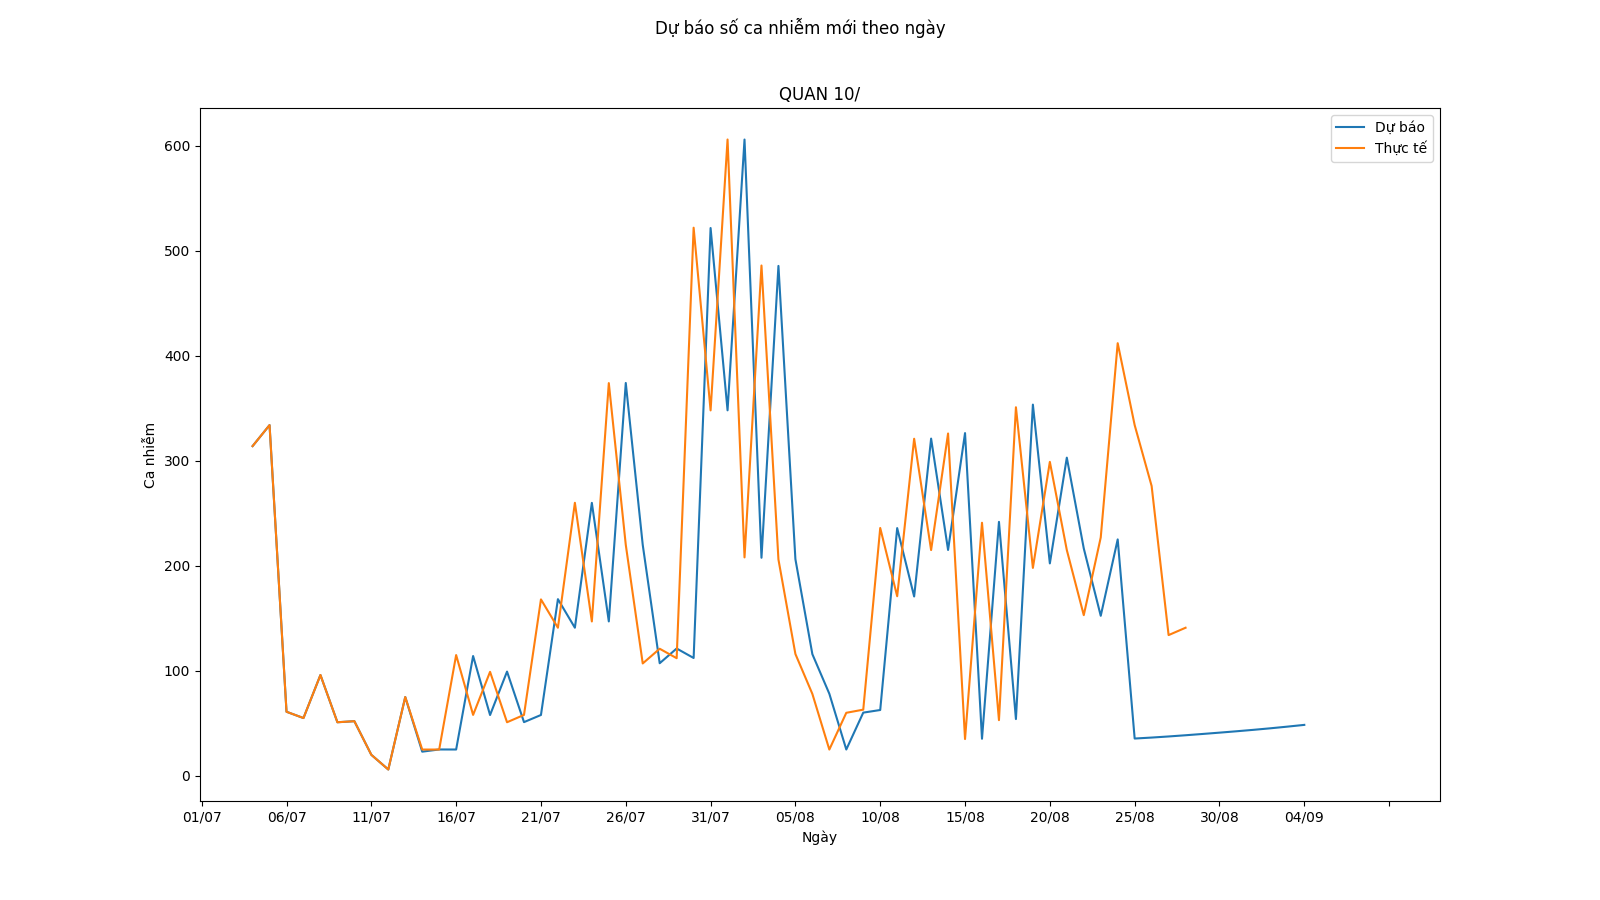 Dự báo số ca nhiễm mới theo ngày
QUAN 10/
Dự báo
Thực tế
600
500
400
300
200
100
0
Ca nhiễm
01/07 06/07 11/07 16/07 21/07 26/07 31/07 05/08 10/08 15/08 20/08 25/08 30/08 04/09
Ngày